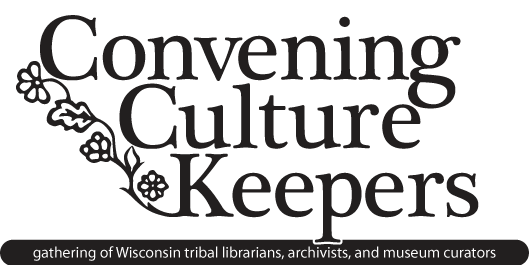 Convening
Culture
Keepers
gathering of Wisconsin tribal librarians, archivists, and museum curators